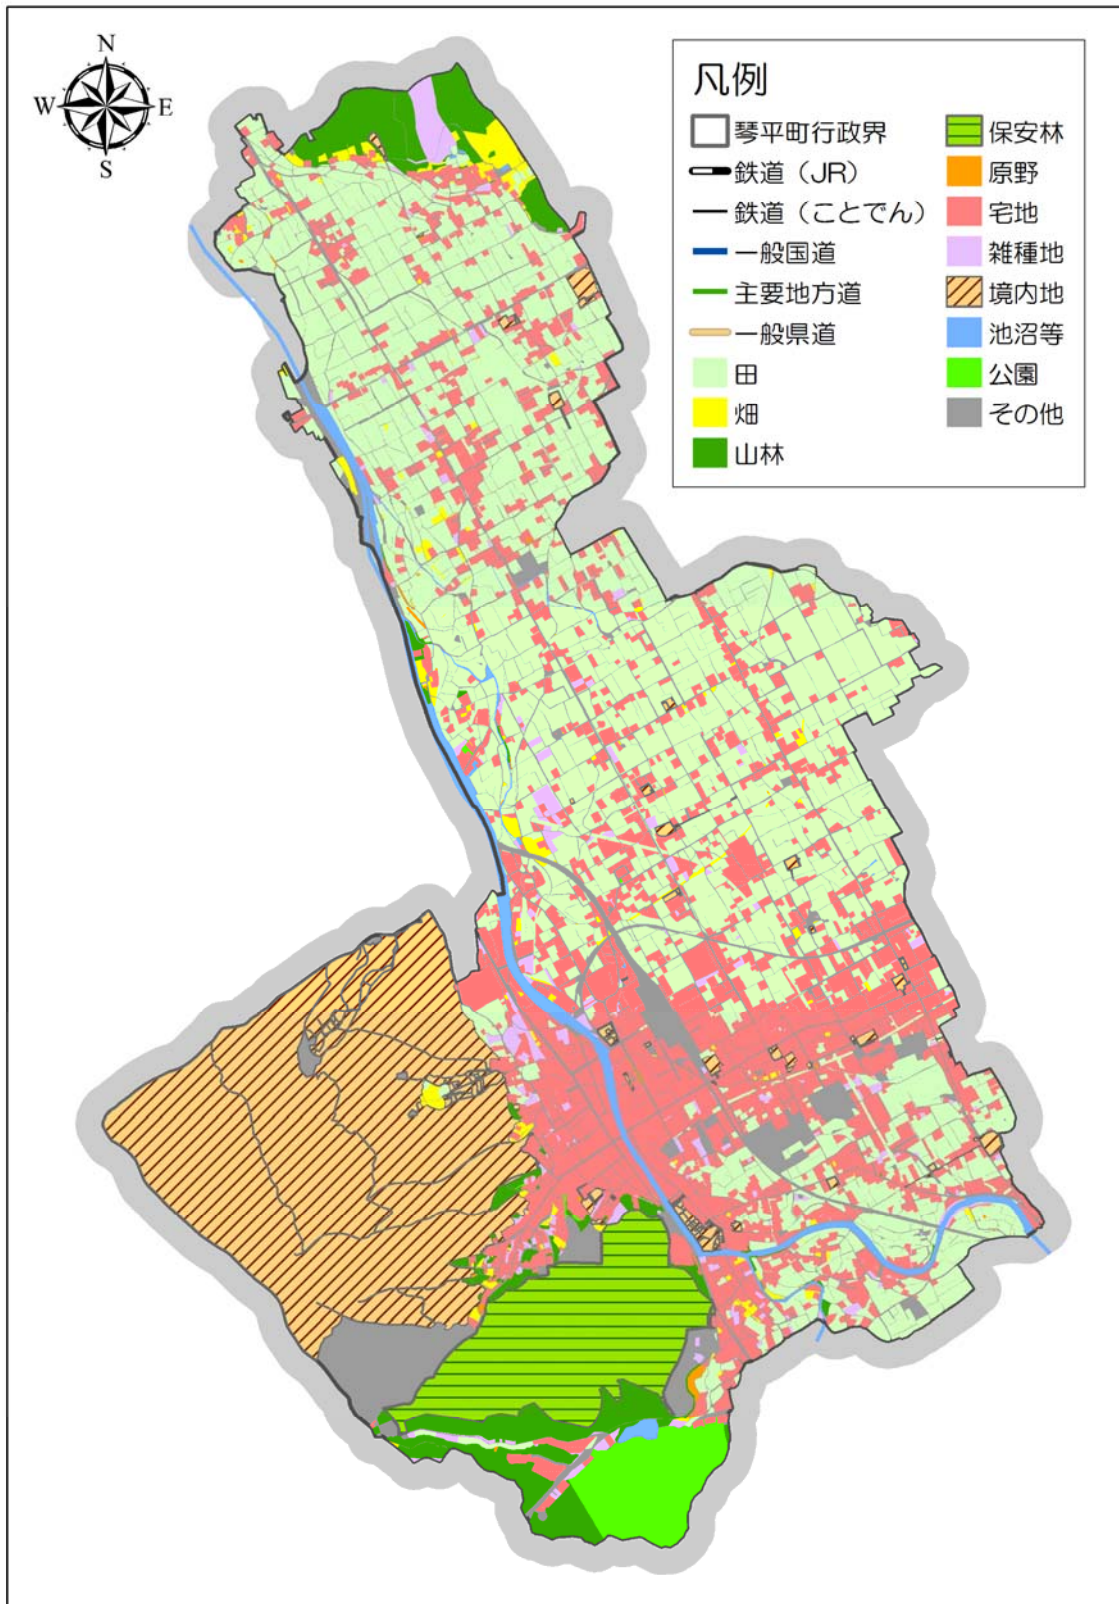 N
W E
S
凡例
琴平町行政界
鉄道（JR）
鉄道（ことでん）
一般国道
主要地方道
一般県道
田
畑
山林
保安林
原野
宅地
雑種地
境内地
池沼等
公園
その他